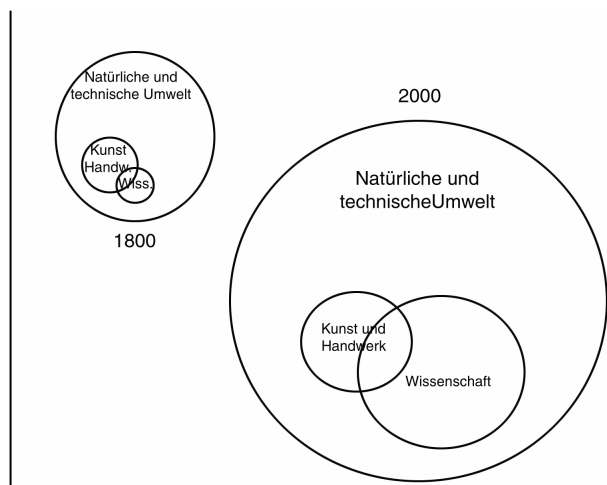 Natürliche und
technische Umwelt
Kunst
Handw.
Wiss.
1800
2000
Natürliche und
technischeUmwelt
Kunst und
Handwerk
Wissenschaft